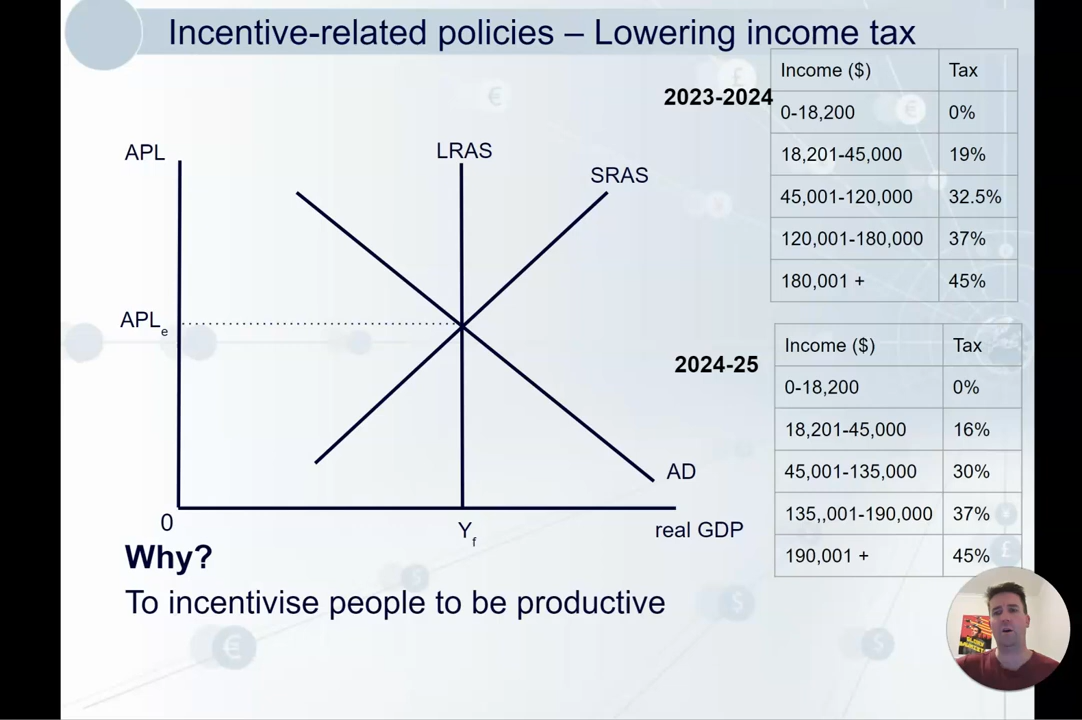 Incentive-related policies – Lowering income tax
2023-2024
Income ($) Tax
0-18,200 0%
18,201-45,000 19%
45,001-120,000 32.5%
120,001-180,000 37%
180,001 + 45%
APL
LRAS
SRAS
APLe
AD
0
Yf
real GDP
2024-25
Income ($) Tax
0-18,200 0%
18,201-45,000 16%
45,001-135,000 30%
135,,001-190,000 37%
190,001 + 45%
Why?
To incentivise people to be productive